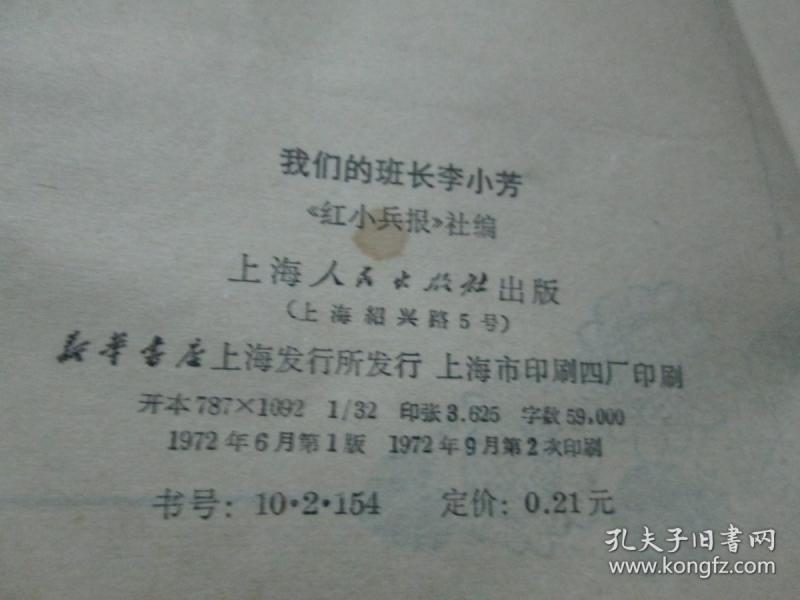 我们的班长李小芳
《红小兵报》社编
上海人民出版社出版
（上海紹兴路5号）
新华书店上海发行所发行 上海市印刷四厂印刷
开本787×1092 1/32 印张3.625 字数59,000
1972年6月第1版 1972年9月第2次印刷
书号：10·2·154 定价：0.21元
孔夫子旧书网
www.kongfz.com